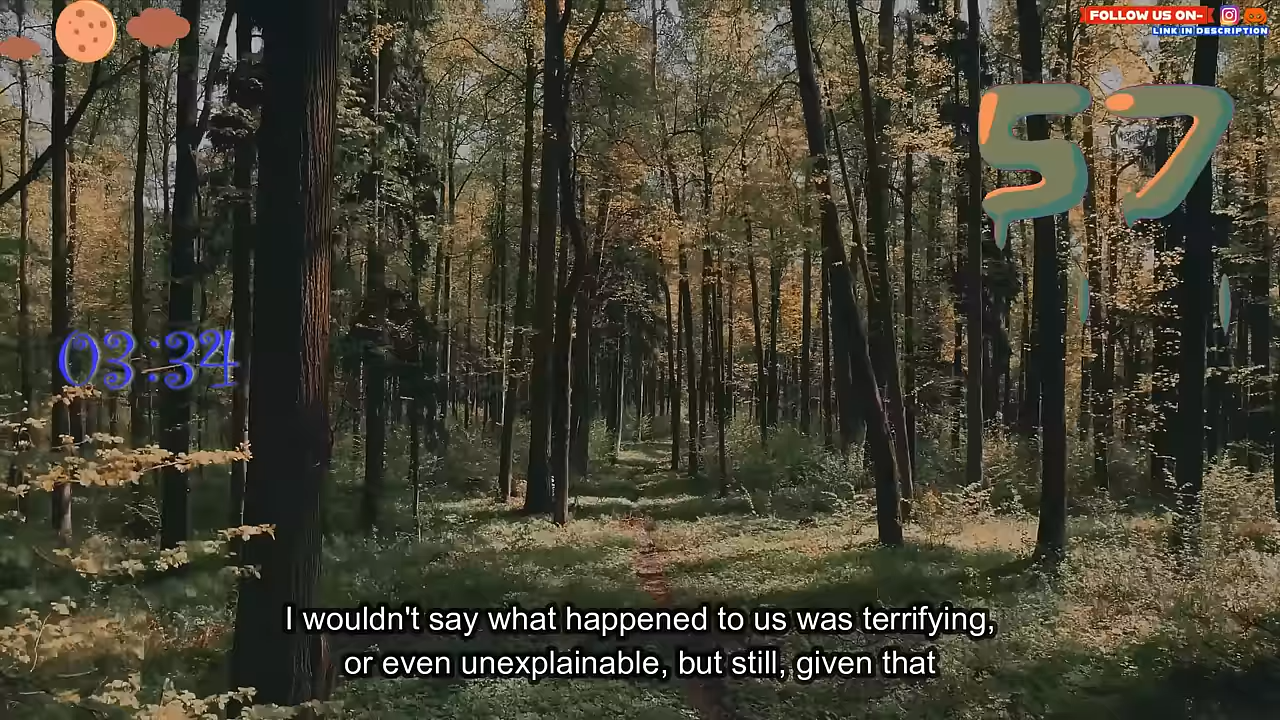 FOLLOW US ON-
LINK IN DESCRIPTION
57
03:34
I wouldn't say what happened to us was terrifying,
or even unexplainable, but still, given that